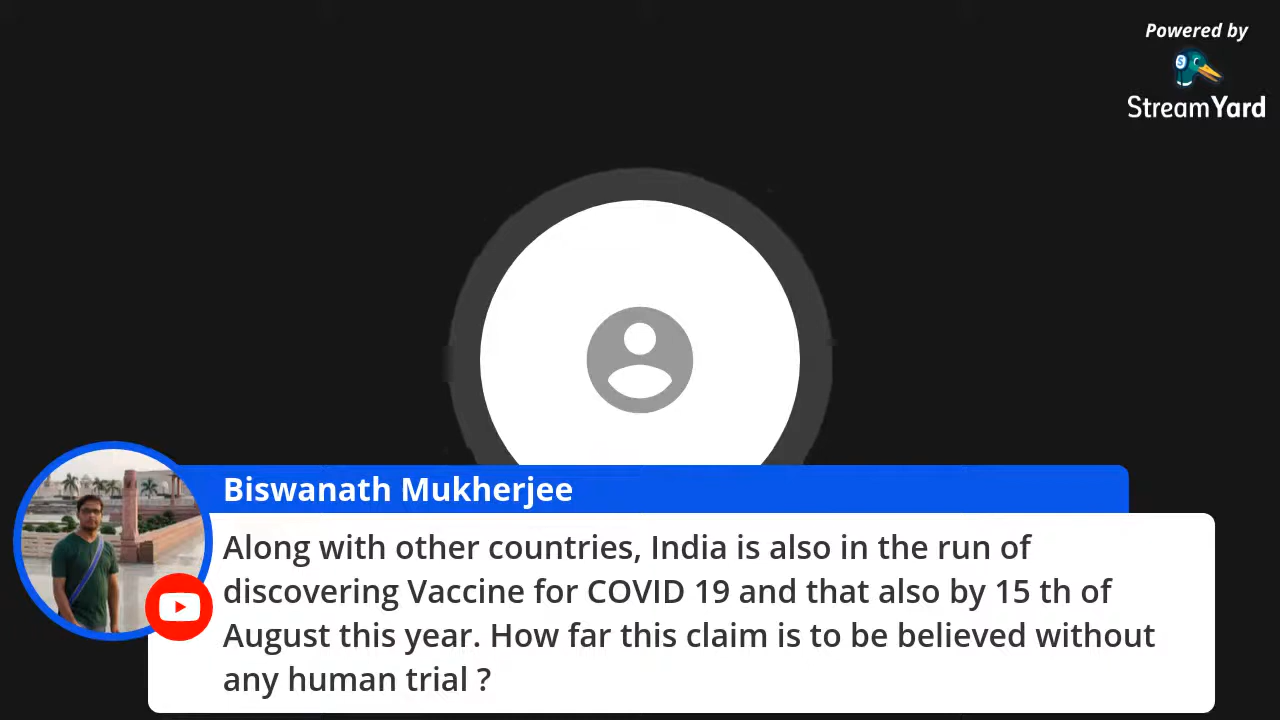 Powered by
StreamYard
Biswanath Mukherjee
Along with other countries, India is also in the run of
discovering Vaccine for COVID 19 and that also by 15 th of
August this year. How far this claim is to be believed without
any human trial ?